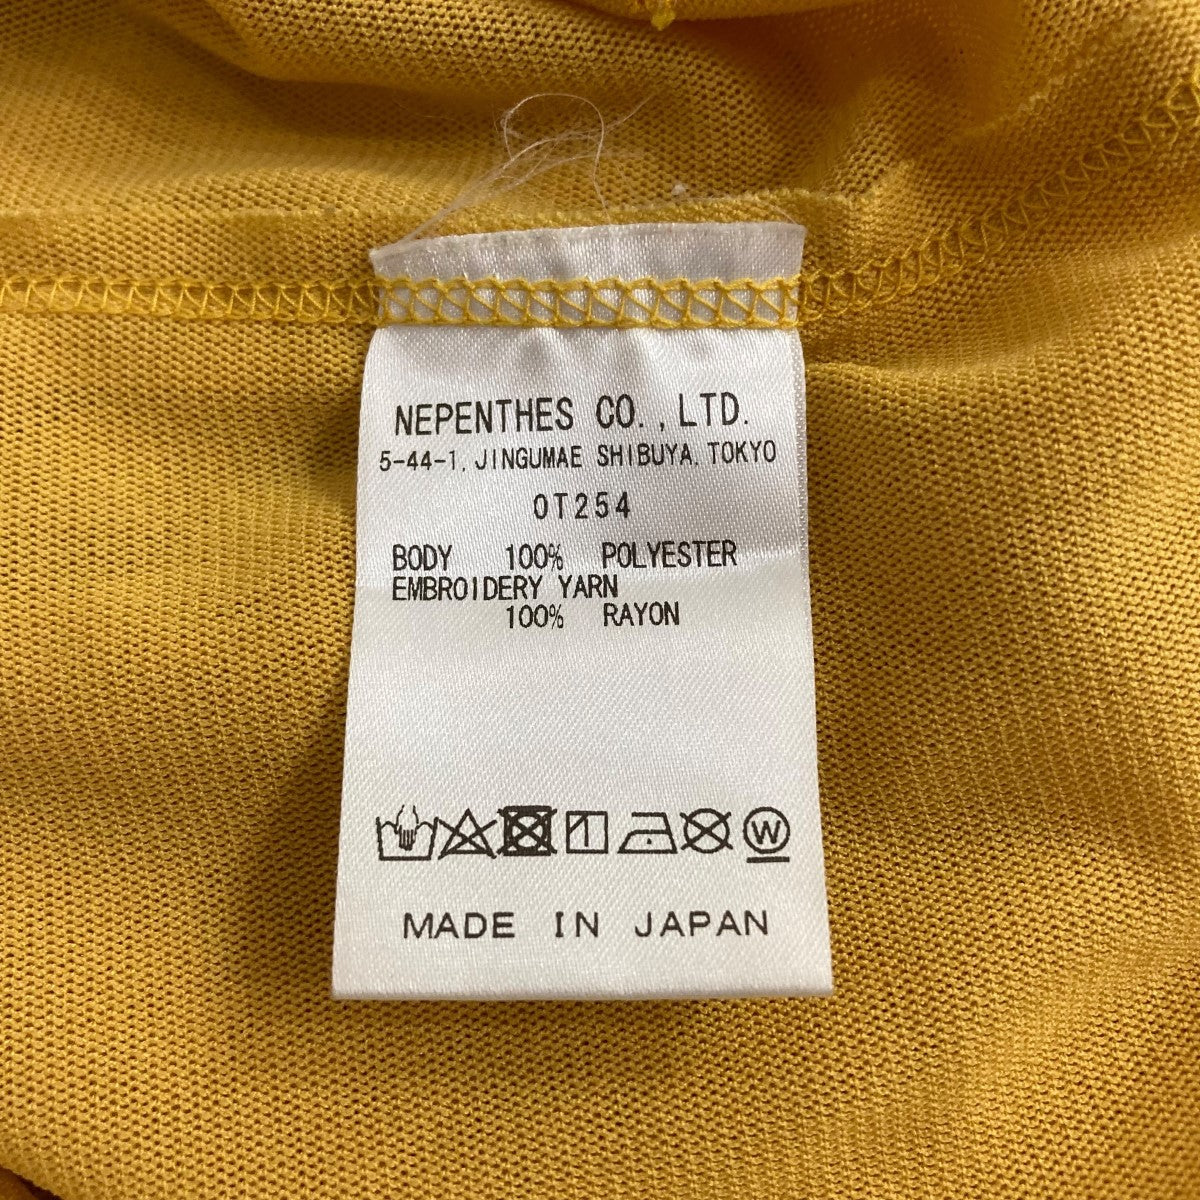 NEPENTHES CO.,LTD.
5-44-1, JINGUMAE SHIBUYA, TOKYO
OT254
BODY 100% POLYESTER
EMBROIDERY YARN
100% RAYON
W
MADE IN JAPAN